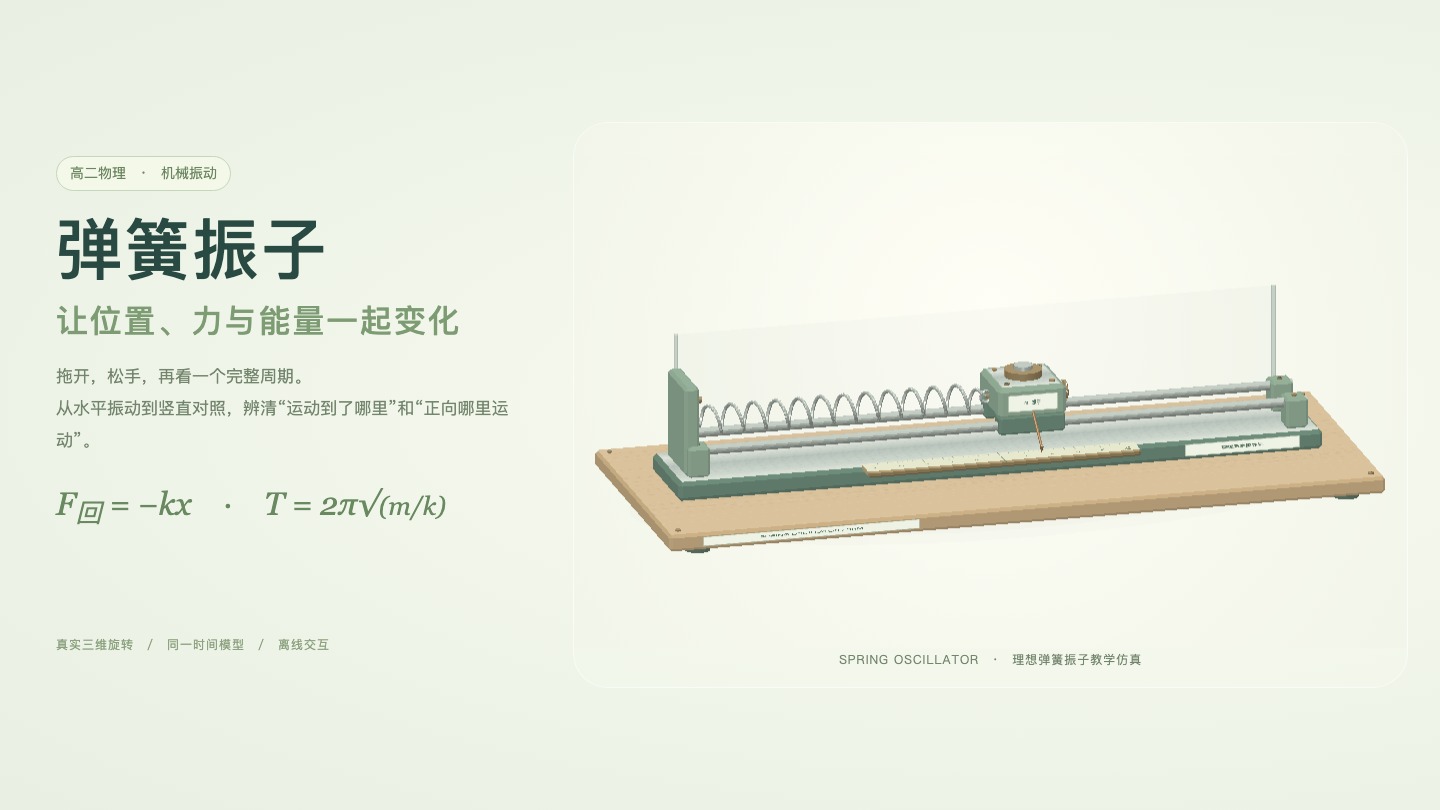 高二物理 · 机械振动
弹簧振子
让位置、力与能量一起变化
拖开，松手，再看一个完整周期。
从水平振动到竖直对照，辨清“运动到了哪里”和“正向哪里运
动”。
F回 = −kx · T = 2π√(m/k)
真实三维旋转 / 同一时间模型 / 离线交互
SPRING OSCILLATOR · 理想弹簧振子教学仿真